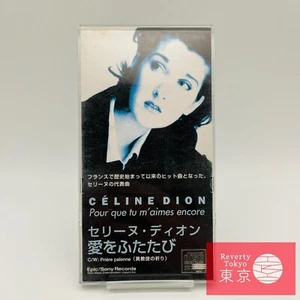 フランスで歴史始まって以来のヒット曲となった、
セリーヌの代表曲
CÉLINE DION
Pour que tu m'aimes encore
セリーヌ・ディオン
愛をふたたび
C/W: Prière païenne (異教徒の祈り)
Epic/Sony Records
Reverty
Tokyo
東京